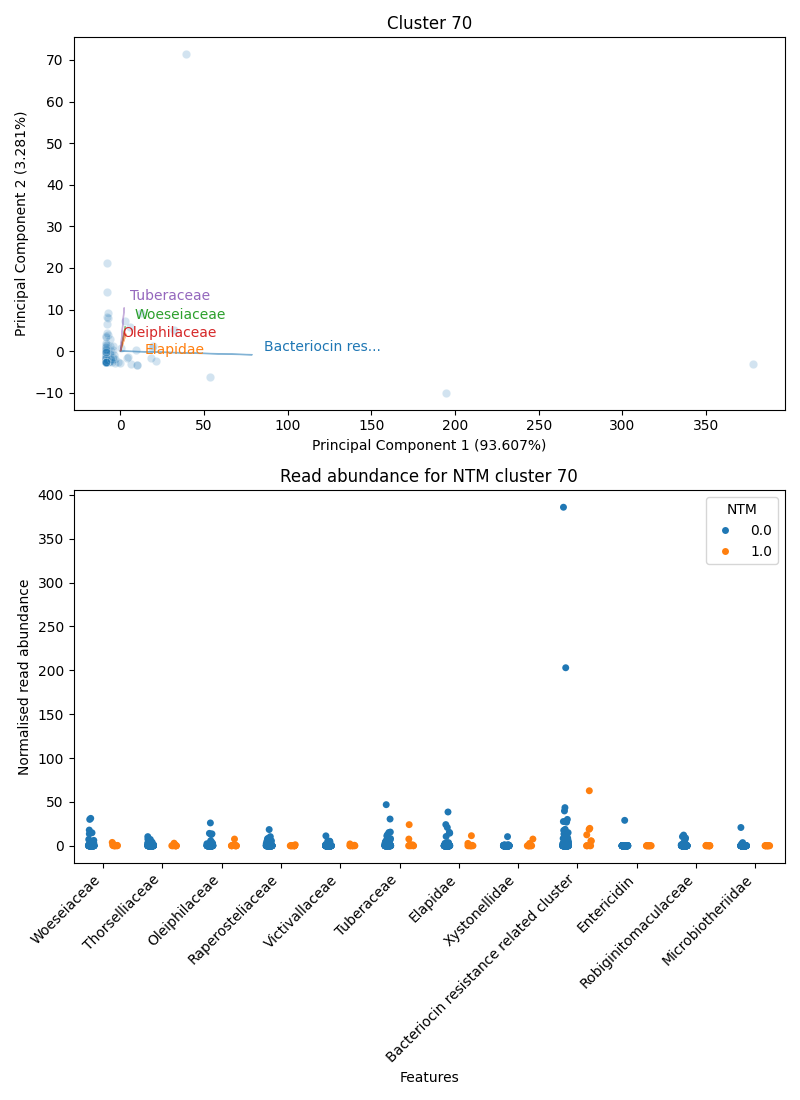 Cluster 70
Principal Component 2 (3.281%)
70
60
50
40
30
20
10
0
−10
Tuberaceae
Woeseiaceae
Oleiphilaceae
Elapidae
Bacteriocin res...
0 50 100 150 200 250 300 350
Principal Component 1 (93.607%)
Read abundance for NTM cluster 70
Normalised read abundance
400
350
300
250
200
150
100
50
0
NTM
0.0
1.0
Woeseiaceae
Thorselliaceae
Oleiphilaceae
Raperosteliaceae
Victivallaceae
Tuberaceae
Elapidae
Xystonellidae
Bacteriocin resistance related cluster
Entericidin
Robiginitomaculaceae
Microbiotheriidae
Features